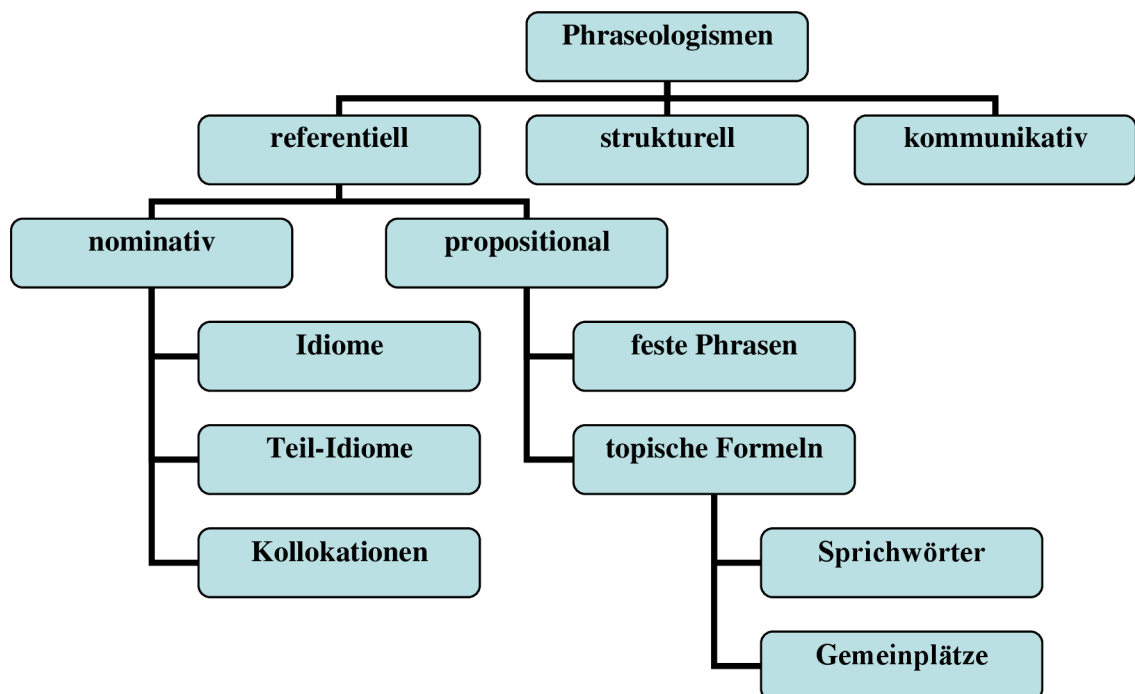 Phraseologismen
referentiell
strukturell
kommunikativ
nominativ
propositional
Idiome
feste Phrasen
Teil-Idiome
topische Formeln
Kollokationen
Sprichwörter
Gemeinplätze